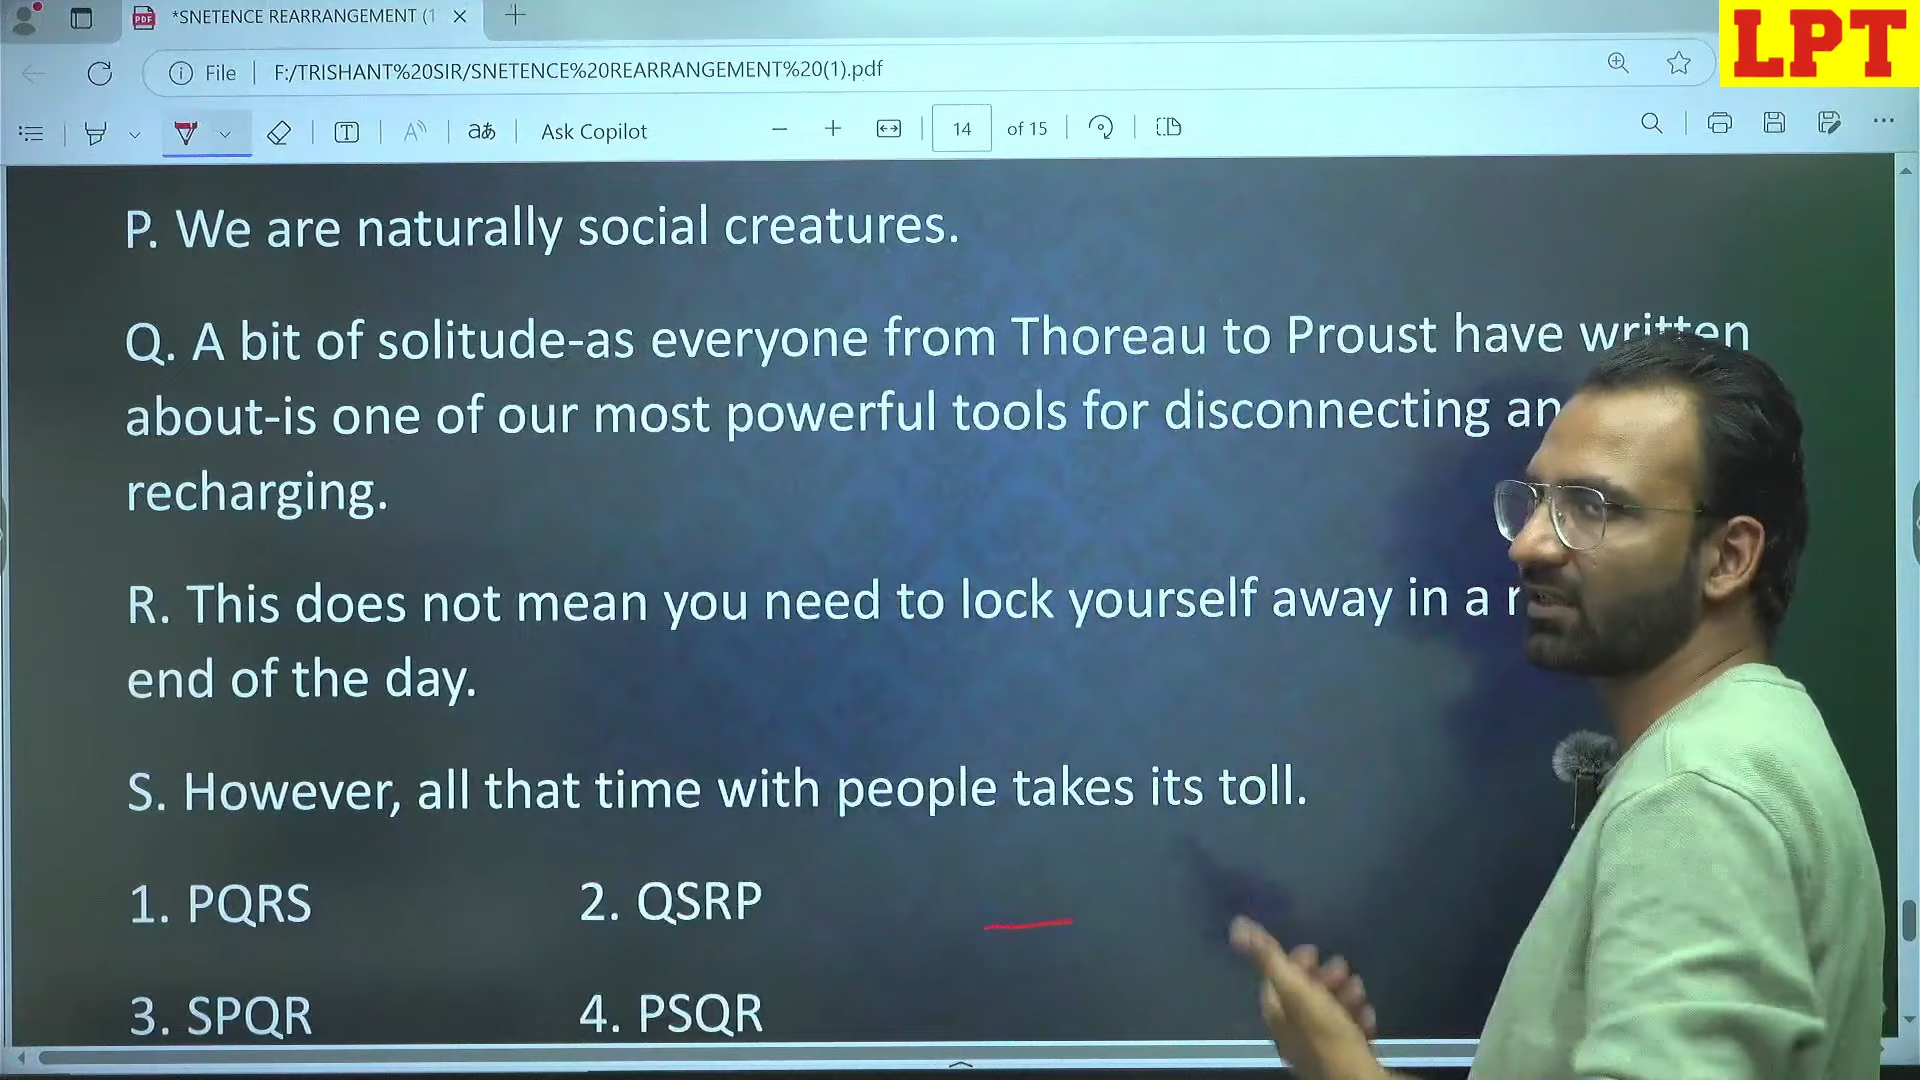 *SNETENCE REARRANGEMENT (1
LPT
File F:/TRISHANT%20SIR/SNETENCE%20REARRANGEMENT%20(1).pdf
Ask Copilot 14 of 15
P. We are naturally social creatures.
Q. A bit of solitude-as everyone from Thoreau to Proust have written
about-is one of our most powerful tools for disconnecting
recharging.
R. This does not mean you need to lock yourself away in a
end of the day.
S. However, all that time with people takes its toll.
1. PQRS 2. QSRP
3. SPQR 4. PSQR